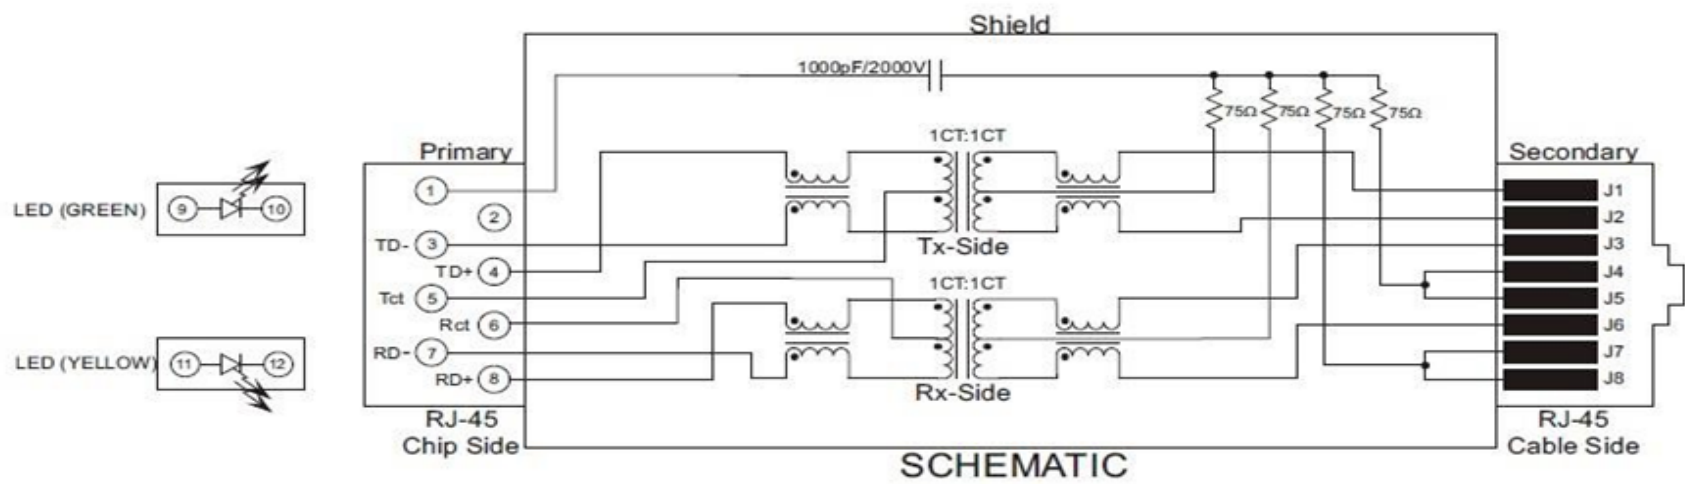 Shield
1000pF/2000V
75Ω 75Ω 75Ω 75Ω
1CT:1CT
Primary
Secondary
1
J1
LED (GREEN) 9 10
2
J2
TD- 3
Tx-Side
J3
TD+ 4
J4
1CT:1CT
Tct 5
J5
Rct 6
J6
RD- 7
J7
LED (YELLOW) 11 12
RD+ 8
J8
Rx-Side
RJ-45
Chip Side
RJ-45
Cable Side
SCHEMATIC